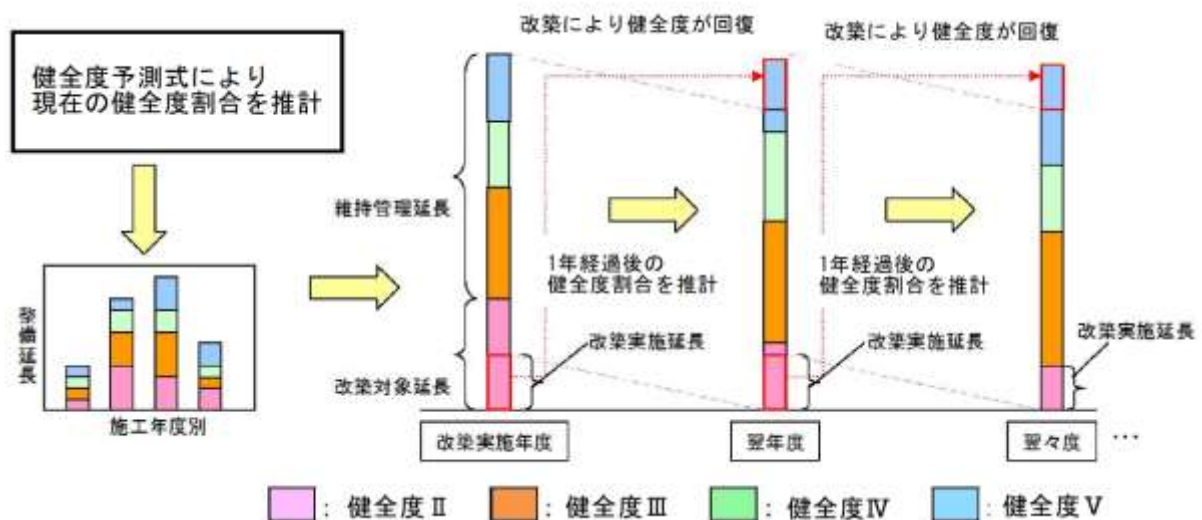 健全度予測式により
現在の健全度割合を推計
改築により健全度が回復
改築により健全度が回復
維持管理延長
1年経過後の
健全度割合を推計
1年経過後の
健全度割合を推計
整備延長
施工年度別
改築対象延長
改築実施延長
改築実施延長
改築実施延長
改築実施年度
翌年度
翌々度
…
：健全度Ⅱ
：健全度Ⅲ
：健全度Ⅳ
：健全度Ⅴ